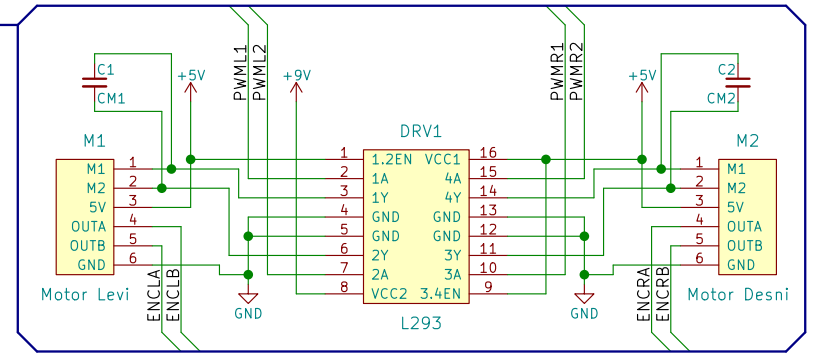 PWML1
PWML2
PWMR1
PWMR2
C1
CM1
+5V
+9V
+5V
C2
CM2
M1
DRV1
M2
M1 1
M2 2
5V 3
OUTA 4
OUTB 5
GND 6
Motor Levi
ENCLA
ENCLB
GND
1 1.2EN VCC1 16
2 1A 4A 15
3 1Y 4Y 14
4 GND GND 13
5 GND GND 12
6 2Y 3Y 11
7 2A 3A 10
8 VCC2 3.4EN 9
L293
GND
ENCRA
ENCRB
1 M1
2 M2
3 5V
4 OUTA
5 OUTB
6 GND
Motor Desni